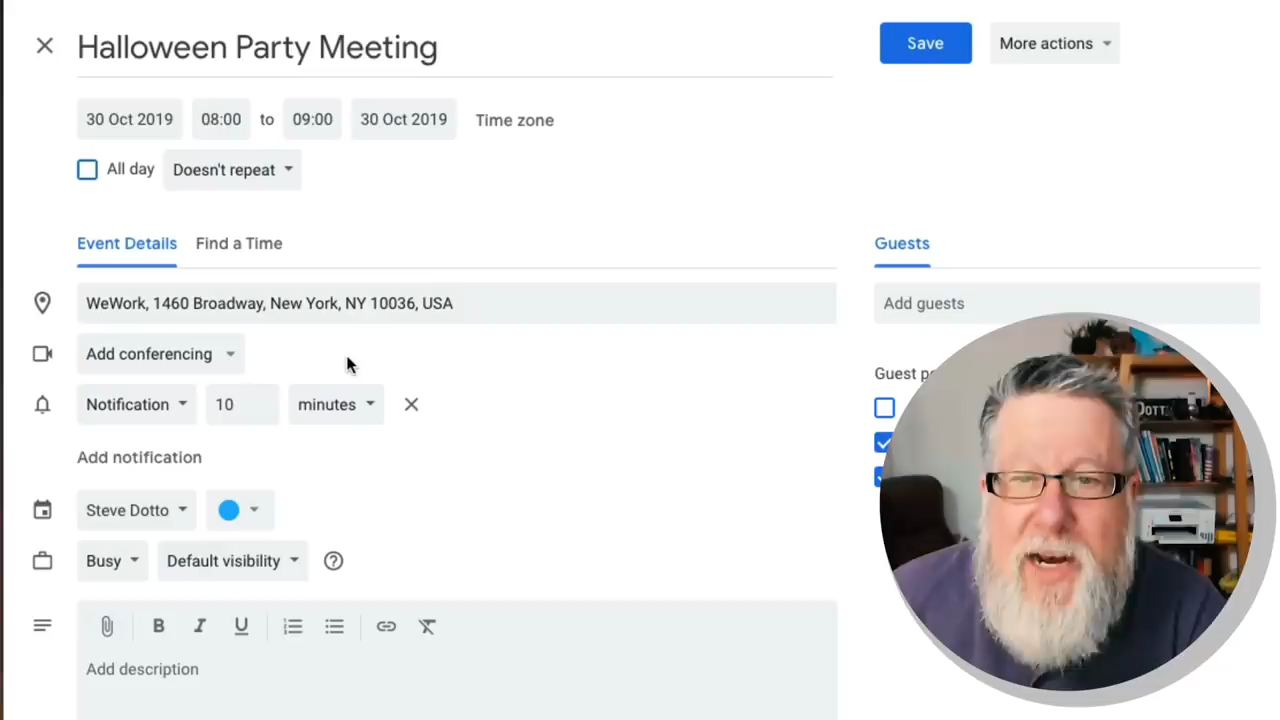 Halloween Party Meeting
Save
More actions
30 Oct 2019 08:00 to 09:00 30 Oct 2019 Time zone
All day Doesn't repeat
Event Details Find a Time
Guests
WeWork, 1460 Broadway, New York, NY 10036, USA
Add guests
Add conferencing
Guest
Notification 10 minutes
Add notification
Steve Dotto
Busy Default visibility
B I U
Add description